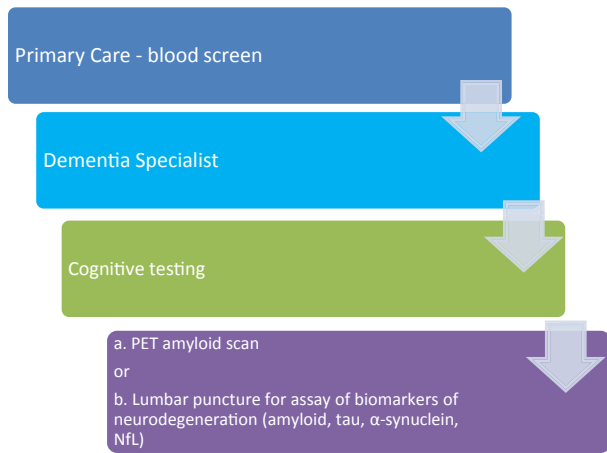 Primary Care - blood screen
Dementia Specialist
Cognitive testing
a. PET amyloid scan
or
b. Lumbar puncture for assay of biomarkers of
neurodegeneration (amyloid, tau, α-synuclein,
NfL)